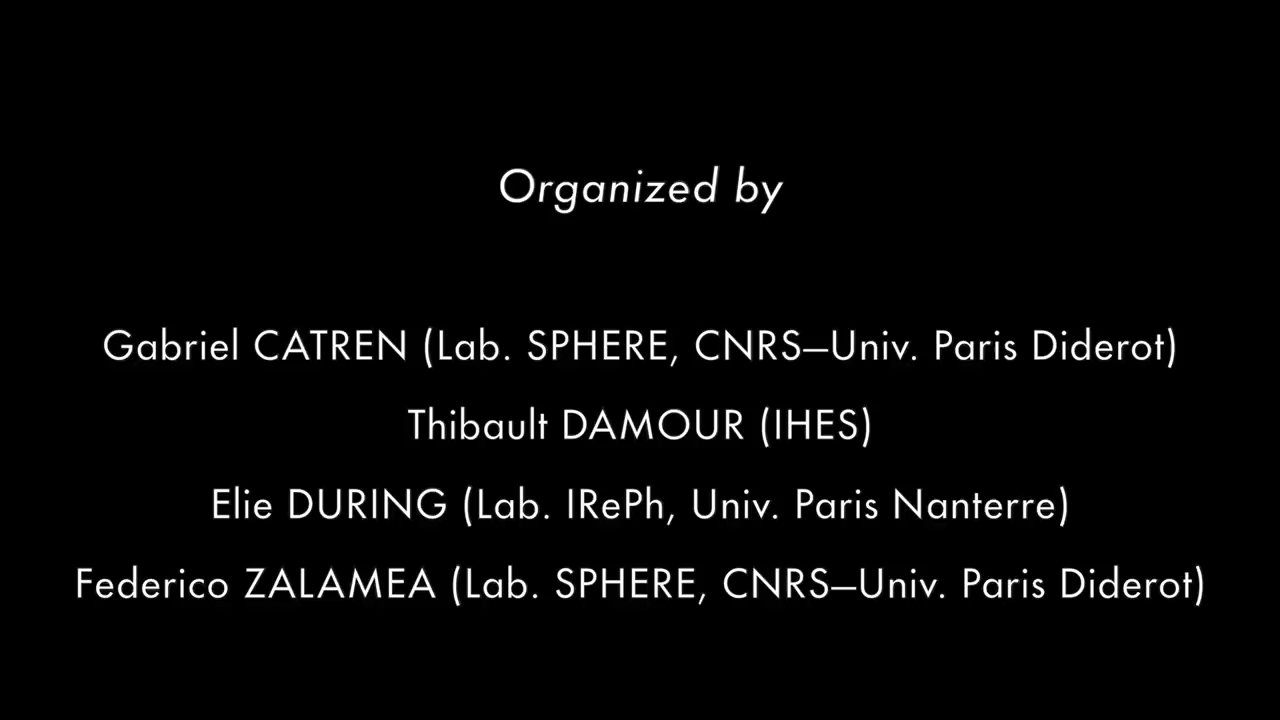 Organized by
Gabriel CATREN (Lab. SPHERE, CNRS—Univ. Paris Diderot)
Thibault DAMOUR (IHES)
Elie DURING (Lab. IRePh, Univ. Paris Nanterre)
Federico ZALAMEA (Lab. SPHERE, CNRS—Univ. Paris Diderot)